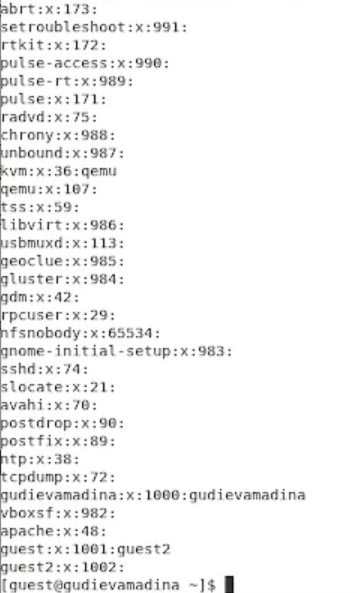 abrt:x:173:
setroubleshoot:x:991:
rtkit:x:172:
pulse-access:x:990:
pulse-rt:x:989:
pulse:x:171:
radvd:x:75:
chrony:x:988:
unbound:x:987:
kvm:x:36:qemu
qemu:x:107:
tss:x:59:
libvirt:x:986:
usbmuxd:x:113:
geoclue:x:985:
gluster:x:984:
gdm:x:42:
rpcuser:x:29:
nfsnobody:x:65534:
gnome-initial-setup:x:983:
sshd:x:74:
slocate:x:21:
avahi:x:70:
postdrop:x:90:
postfix:x:89:
ntp:x:38:
tcpdump:x:72:
gudievamadina:x:1000:gudievamadina
vboxsf:x:982:
apache:x:48:
guest:x:1001:guest2
guest2:x:1002:
[guest@gudievamadina ~]$